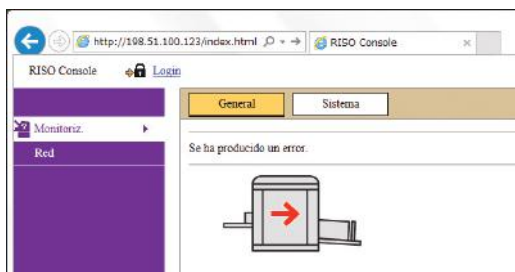 http://198.51.100.123/index.html
RISO Console
RISO Console
Login
General
Sistema
Monitoriz.
Red
Se ha producido un error.